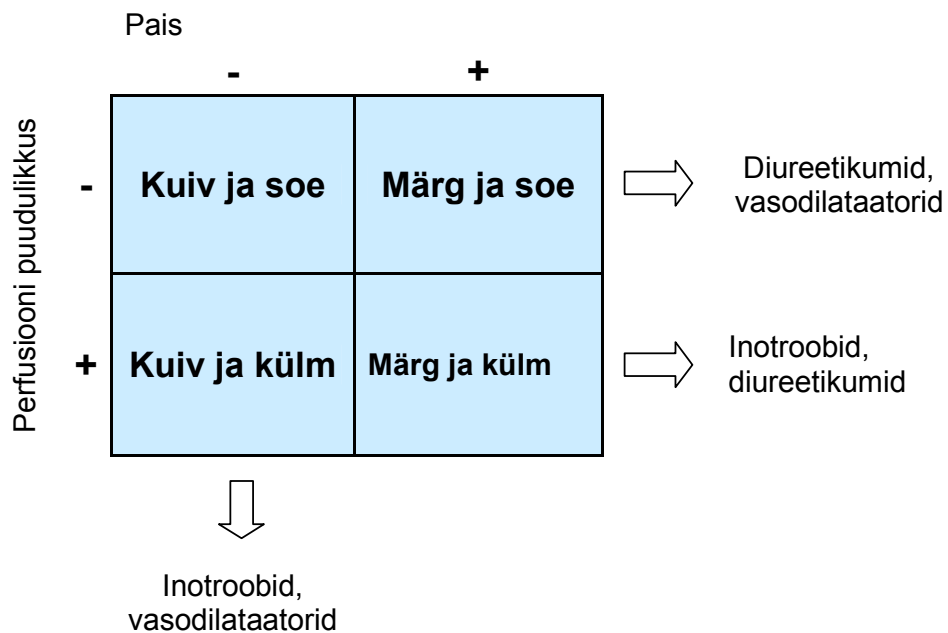 Pais
- +
Perfusiooni puudulikkus
- Kuiv ja soe Märg ja soe
Diureetikumid,
vasodilataatorid
+ Kuiv ja külm Märg ja külm
Inotroobid,
diureetikumid
Inotroobid,
vasodilataatorid